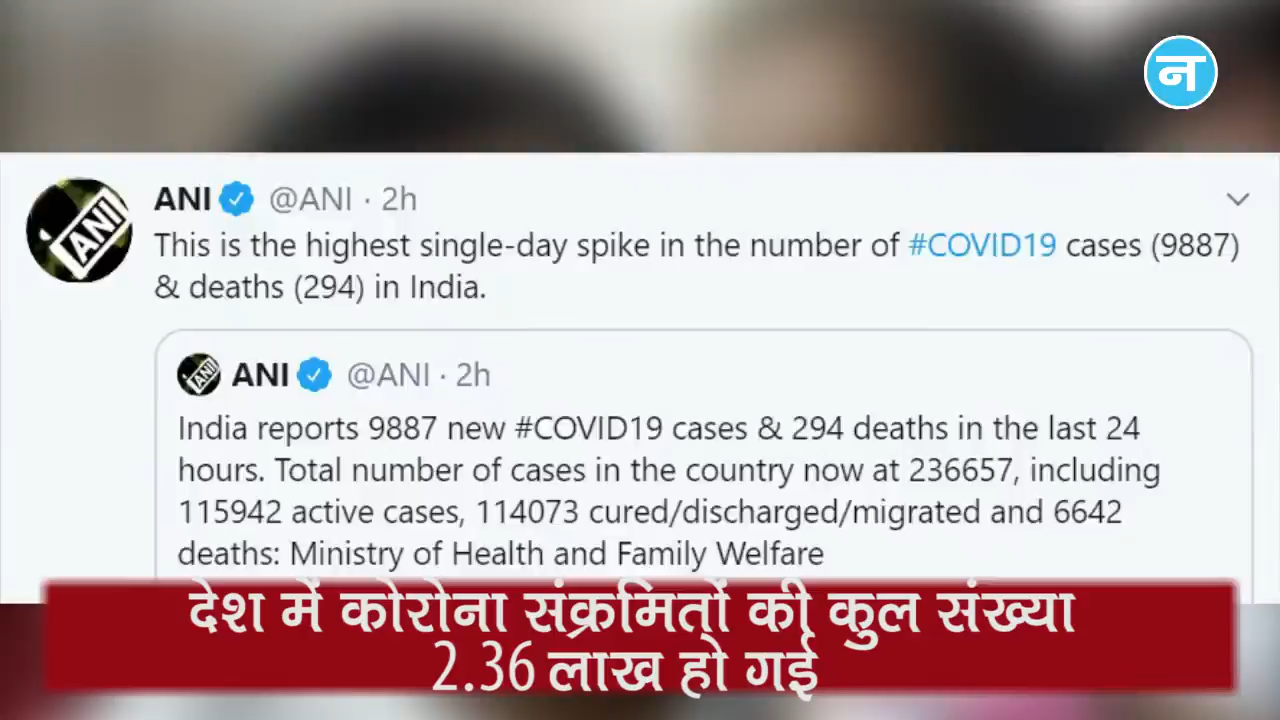 न
ANI @ANI · 2h
This is the highest single-day spike in the number of #COVID19 cases (9887)
& deaths (294) in India.
ANI
ANI @ANI · 2h
India reports 9887 new #COVID19 cases & 294 deaths in the last 24
hours. Total number of cases in the country now at 236657, including
115942 active cases, 114073 cured/discharged/migrated and 6642
deaths: Ministry of Health and Family Welfare
ANI
देश में कोरोना संक्रमितों की कुल संख्या
2.36 लाख हो गई